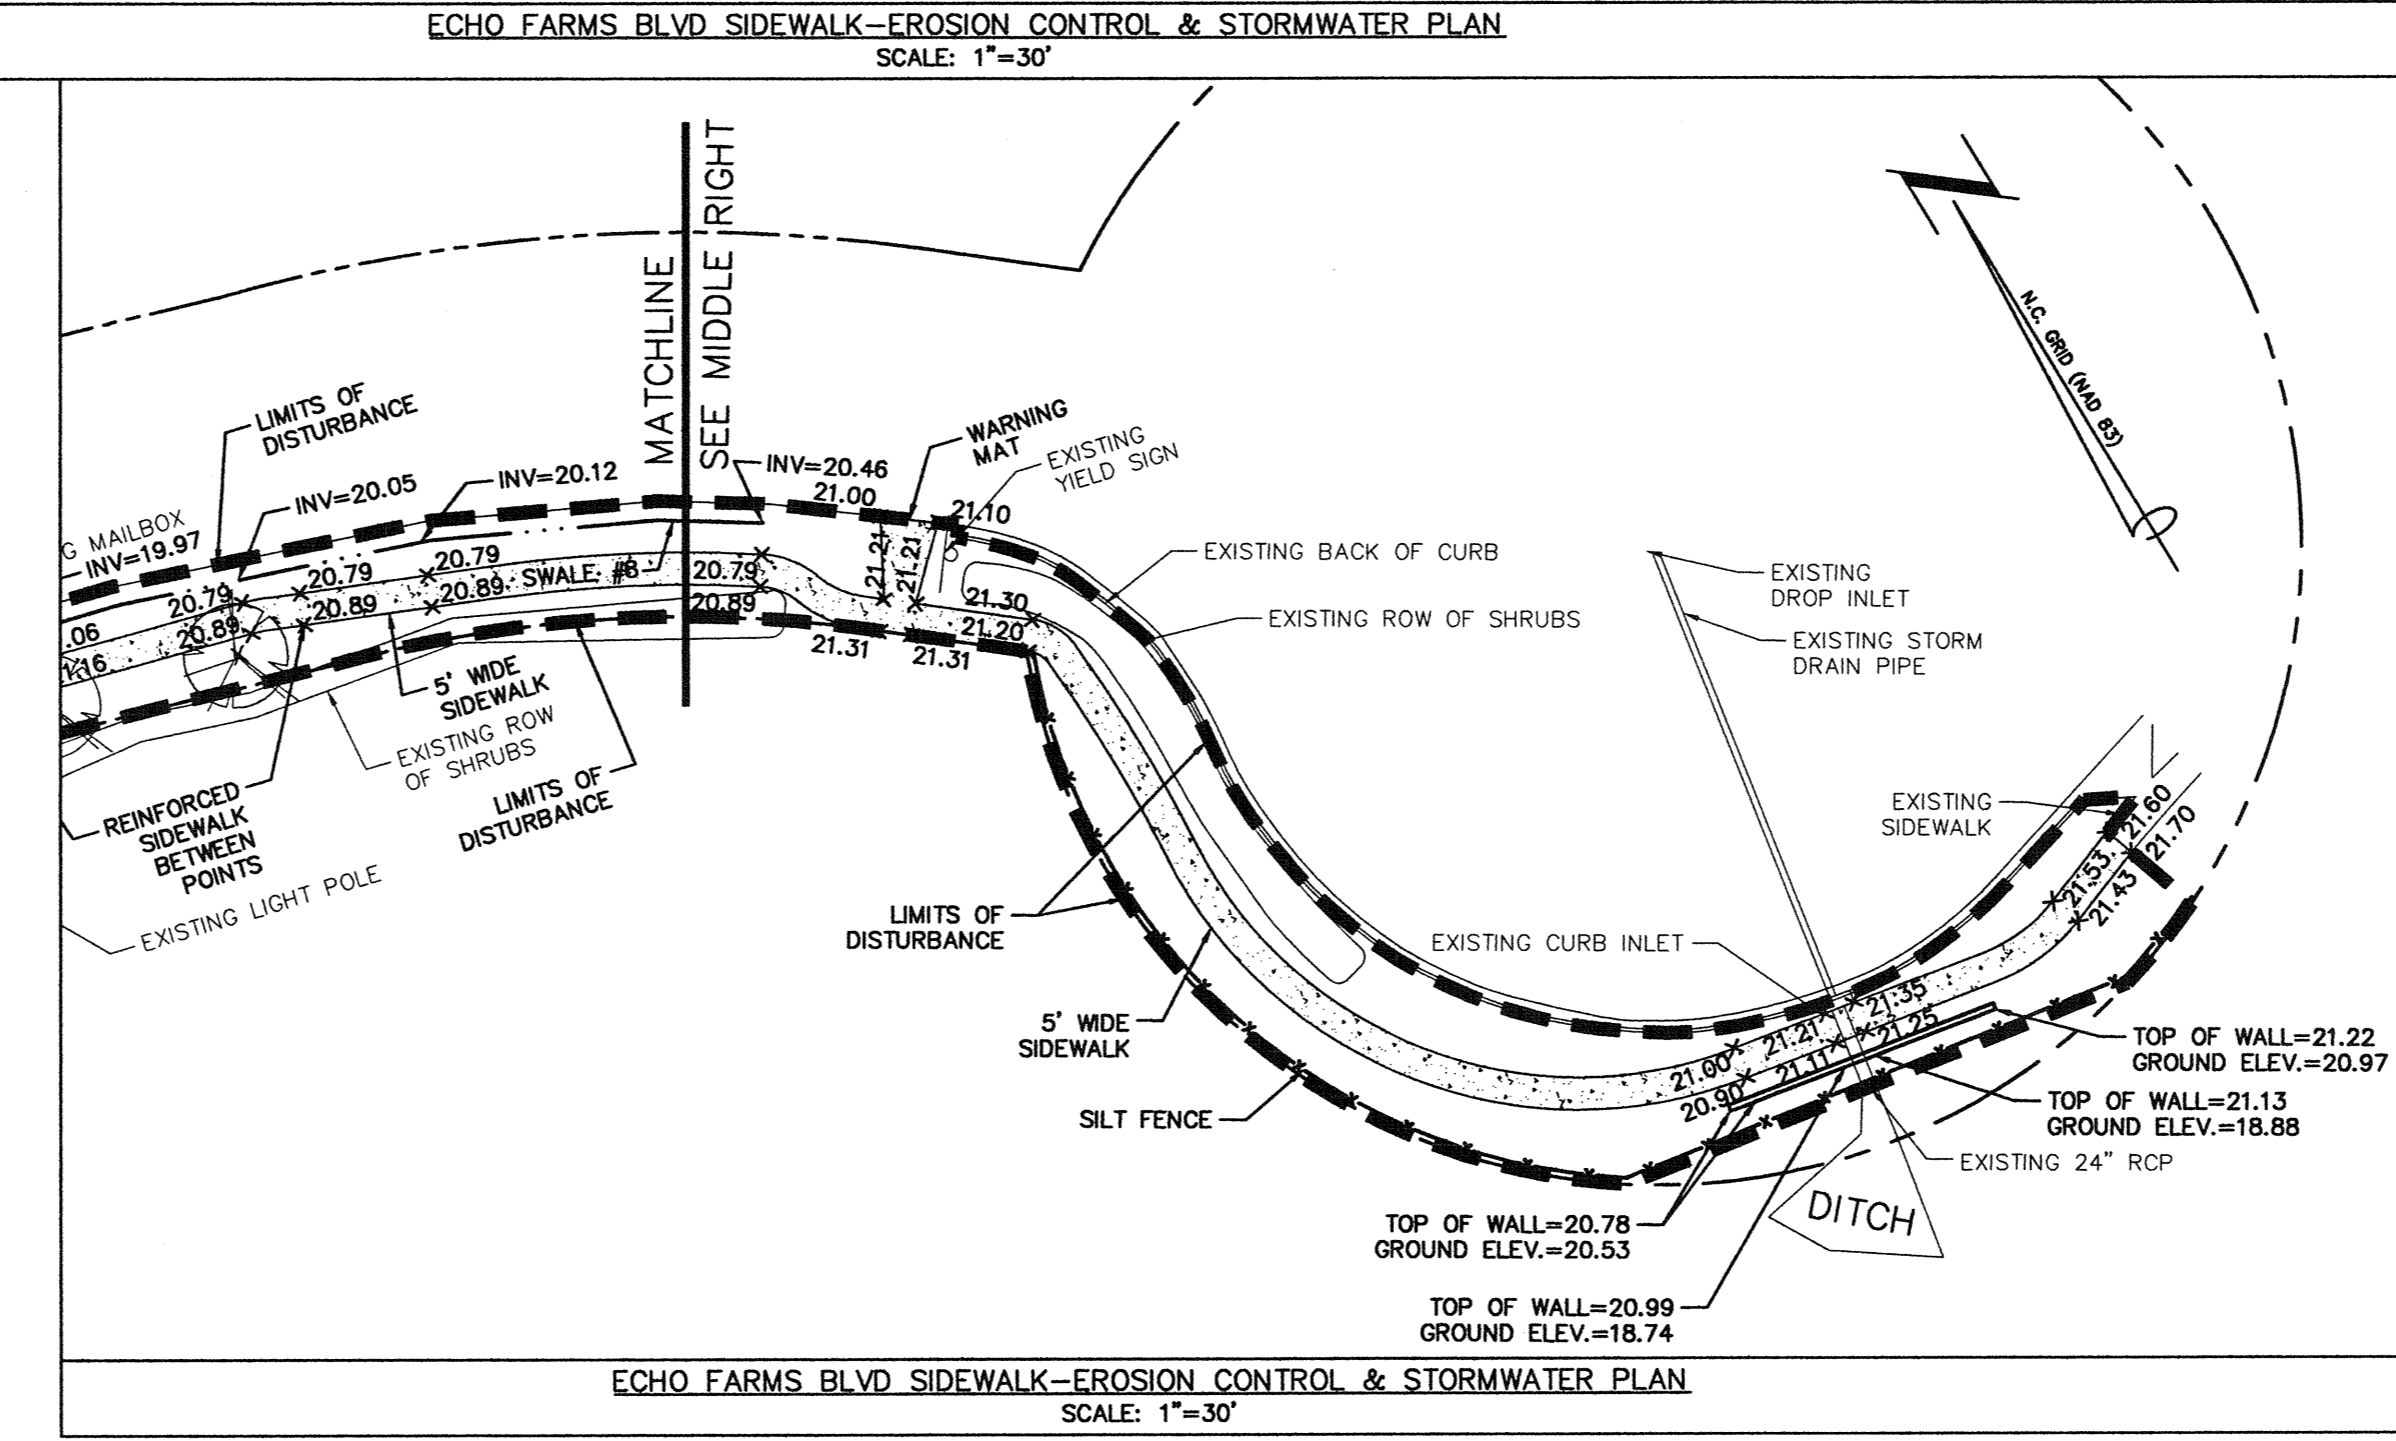 ECHO FARMS BLVD SIDEWALK-EROSION CONTROL & STORMWATER PLAN
SCALE: 1"=30'
MATCHLINE
SEE MIDDLE RIGHT
N.C. GRID (NAD 83)
LIMITS OF
DISTURBANCE
WARNING
MAT
EXISTING
YIELD SIGN
INV=20.46
21.00
INV=20.12
INV=20.05
G MAILBOX
INV=19.97
21.10
21.21
21.21
20.79
20.79
20.79
20.79
SWALE #8
20.89
20.89
20.89
20.89
.06
1.16
21.30
21.20
21.31
21.31
EXISTING BACK OF CURB
EXISTING ROW OF SHRUBS
EXISTING
DROP INLET
EXISTING STORM
DRAIN PIPE
5' WIDE
SIDEWALK
EXISTING ROW
OF SHRUBS
LIMITS OF
DISTURBANCE
REINFORCED
SIDEWALK
BETWEEN
POINTS
EXISTING LIGHT POLE
EXISTING
SIDEWALK
21.60
21.70
21.53
21.43
LIMITS OF
DISTURBANCE
EXISTING CURB INLET
5' WIDE
SIDEWALK
21.35
21.25
21.21
21.11
21.00
20.90
SILT FENCE
TOP OF WALL=21.22
GROUND ELEV.=20.97
TOP OF WALL=21.13
GROUND ELEV.=18.88
EXISTING 24" RCP
DITCH
TOP OF WALL=20.78
GROUND ELEV.=20.53
TOP OF WALL=20.99
GROUND ELEV.=18.74
ECHO FARMS BLVD SIDEWALK-EROSION CONTROL & STORMWATER PLAN
SCALE: 1"=30'